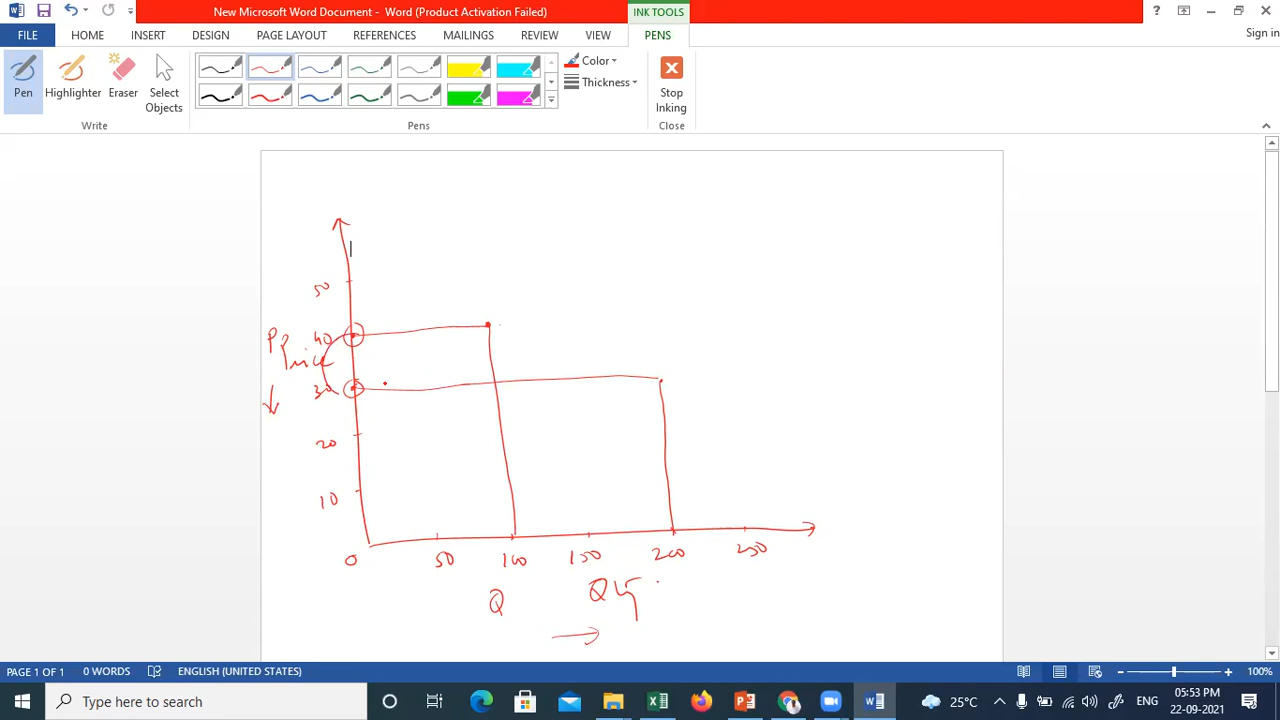 New Microsoft Word Document - Word (Product Activation Failed)
INK TOOLS
?
FILE
HOME
INSERT
DESIGN
PAGE LAYOUT
REFERENCES
MAILINGS
REVIEW
VIEW
PENS
Sign in
Pen
Highlighter
Eraser
Select
Objects
Color
Thickness
Stop
Inking
Write
Pens
Close
50
P
Price
40
30
20
10
0
50
100
150
200
250
Q
Qty
PAGE 1 OF 1
0 WORDS
ENGLISH (UNITED STATES)
100%
Type here to search
25°C
ENG
05:53 PM
22-09-2021